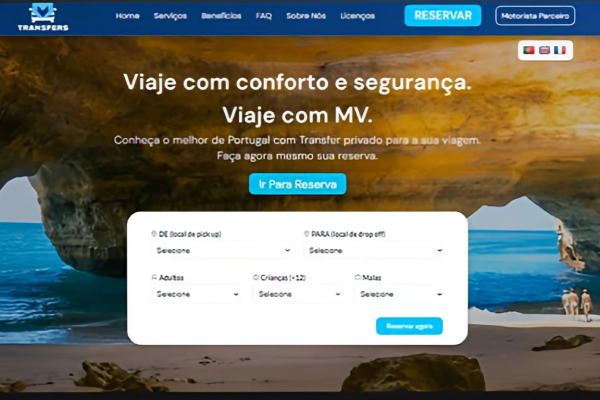 TRANSFERS
Home Serviços Benefícios FAQ Sobre Nós Licenços RESERVAR Motorista Parceiro
Viaje com conforto e segurança.
Viaje com MV.
Conheça o melhor de Portugal com Transfer privado para a sua viagem.
Faça agora mesmo sua reserva.
Ir Para Reserva
DE (local de pick up) PARA (local de drop off)
Selecione Selecione
Adultos Crianças (<12) Malas
Selecione Selecione Selecione
Reservar agora